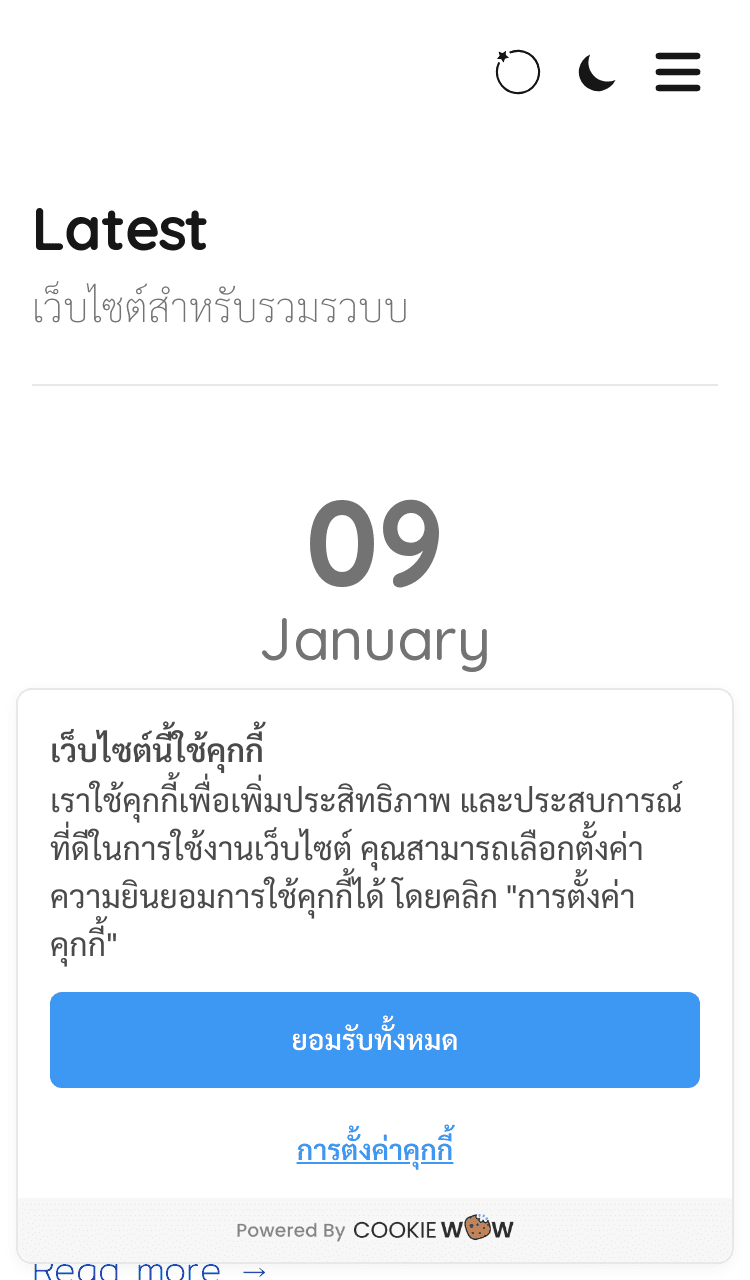 Latest
เว็บไซต์สำหรับรวมรวบบ
09
January
เว็บไซต์นี้ใช้คุกกี้
เราใช้คุกกี้เพื่อเพิ่มประสิทธิภาพ และประสบการณ์
ที่ดีในการใช้งานเว็บไซต์ คุณสามารถเลือกตั้งค่า
ความยินยอมการใช้คุกกี้ได้ โดยคลิก "การตั้งค่า
คุกกี้"
ยอมรับทั้งหมด
การตั้งค่าคุกกี้
Powered By COOKIE WOW
Read more →